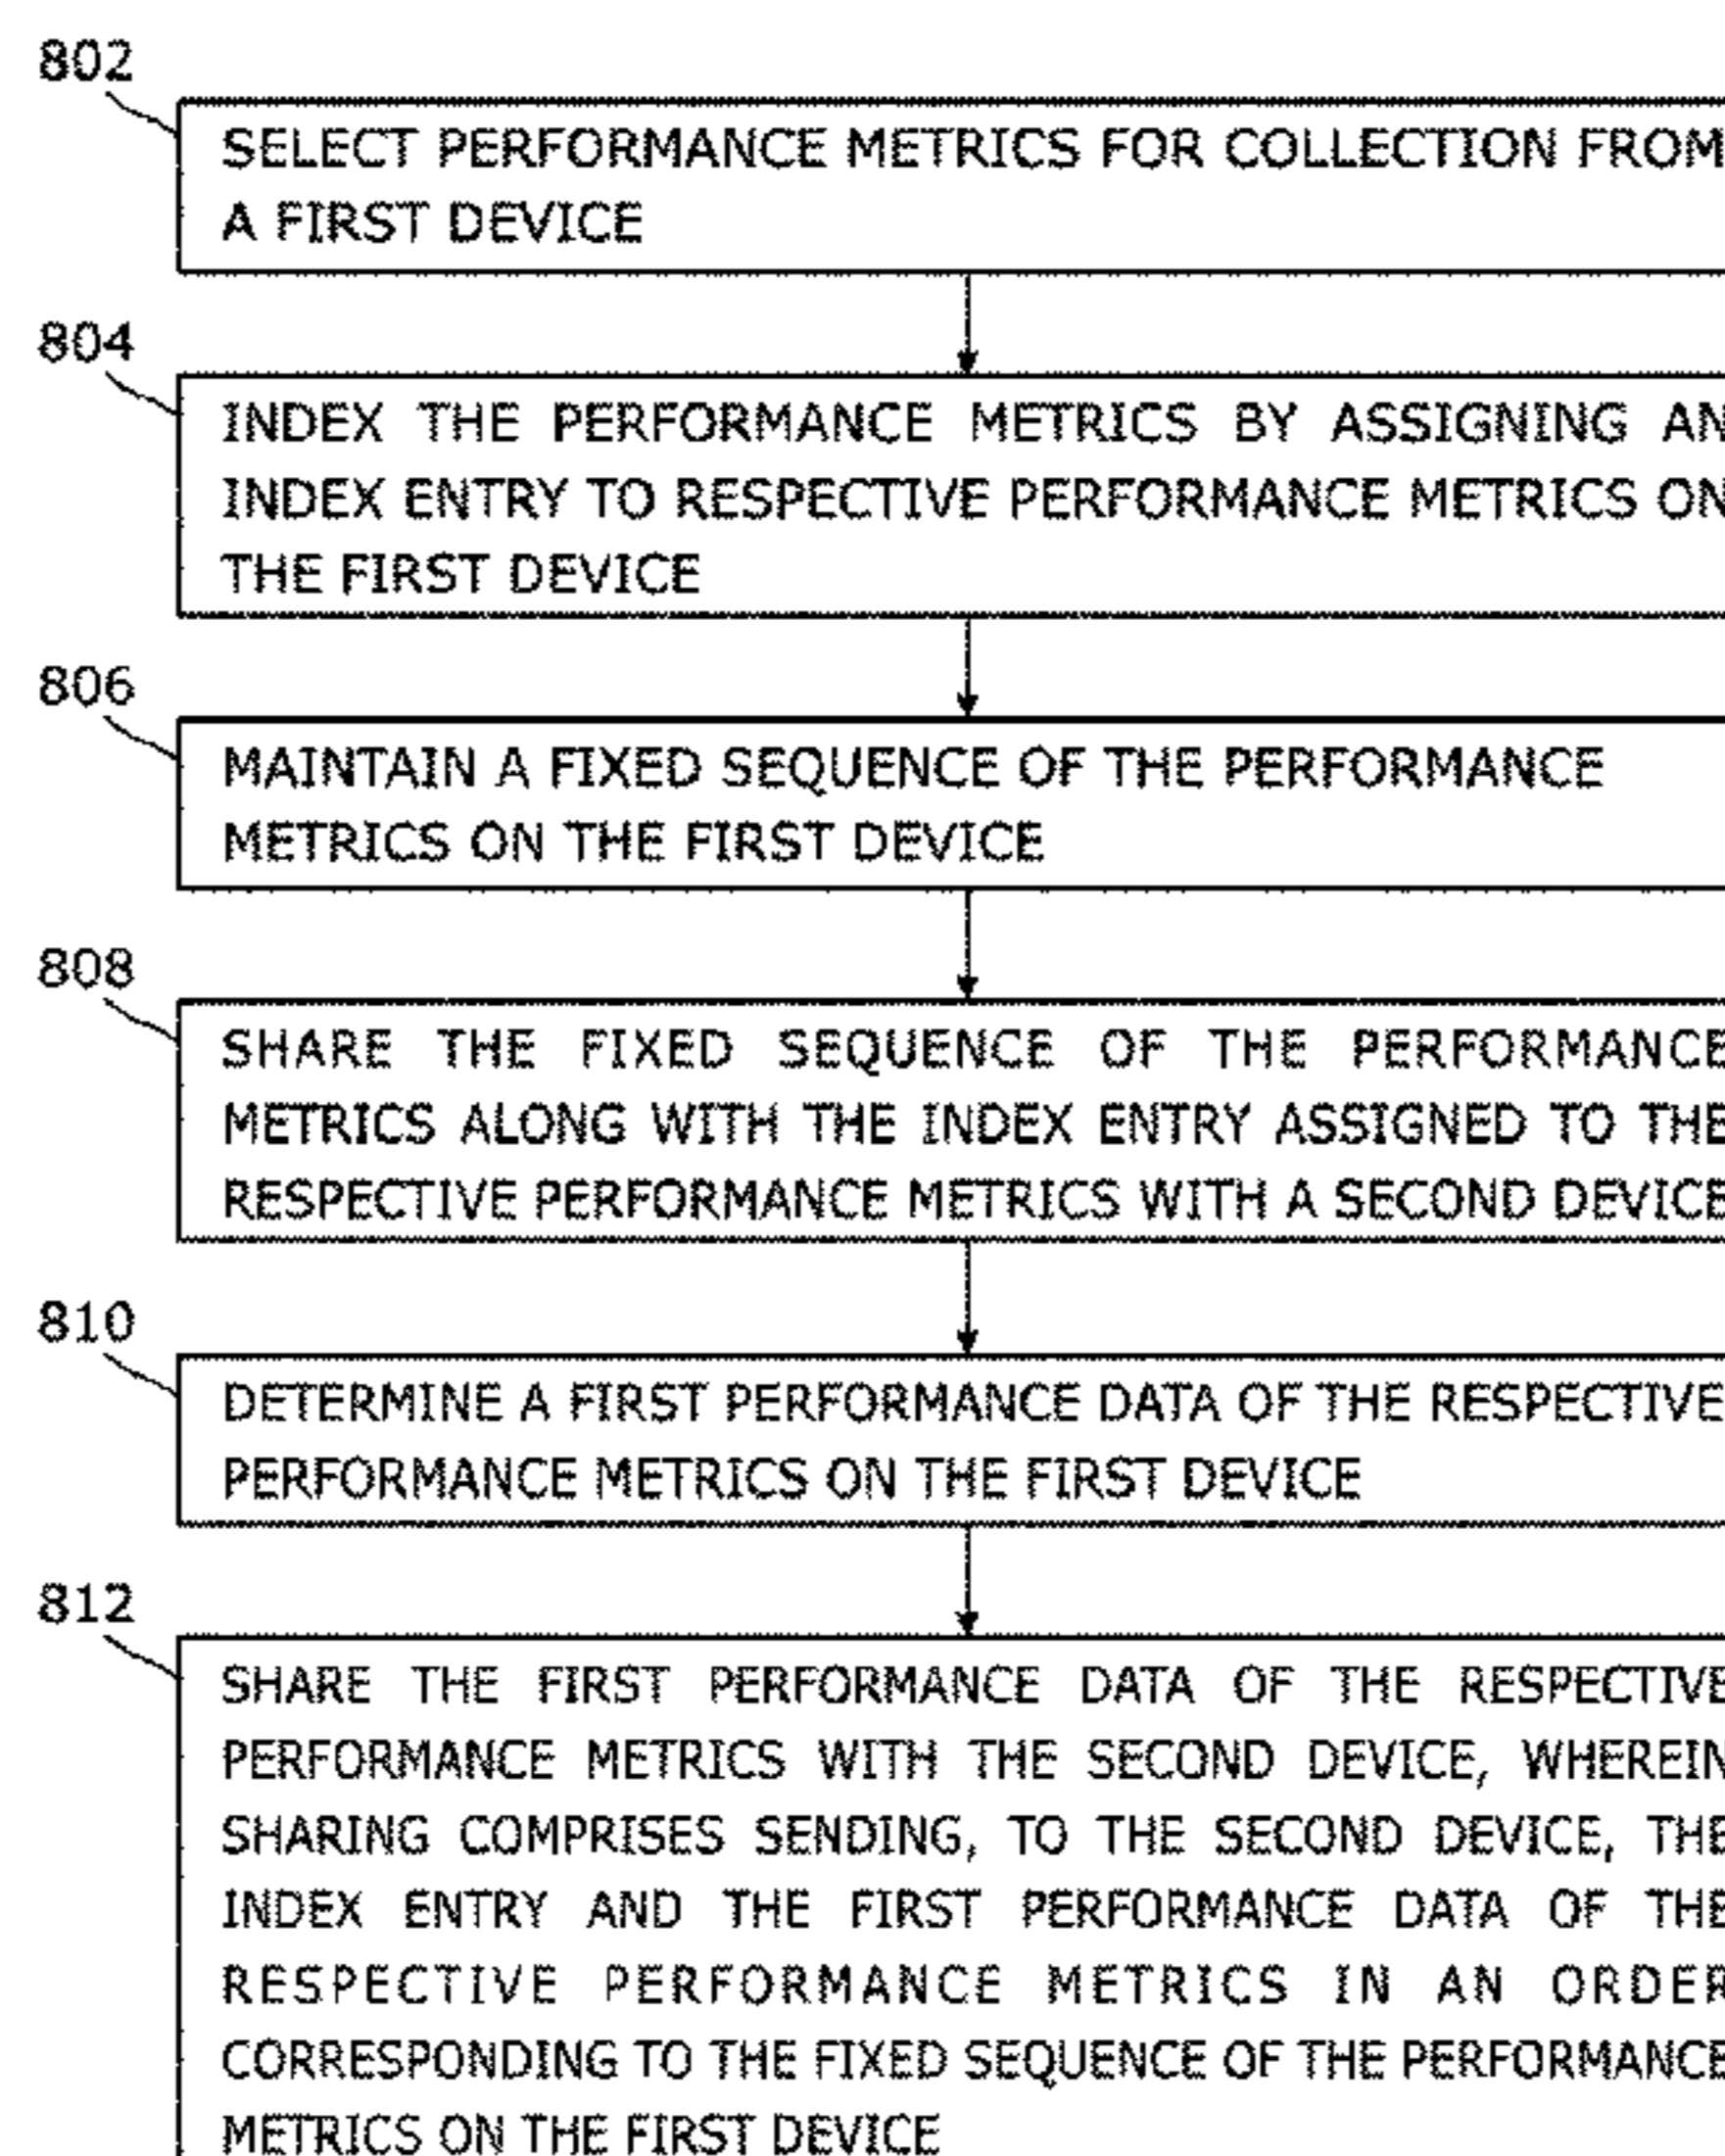 802
SELECT PERFORMANCE METRICS FOR COLLECTION FROM
A FIRST DEVICE
804
INDEX THE PERFORMANCE METRICS BY ASSIGNING AN
INDEX ENTRY TO RESPECTIVE PERFORMANCE METRICS ON
THE FIRST DEVICE
806
MAINTAIN A FIXED SEQUENCE OF THE PERFORMANCE
METRICS ON THE FIRST DEVICE
808
SHARE THE FIXED SEQUENCE OF THE PERFORMANCE
METRICS ALONG WITH THE INDEX ENTRY ASSIGNED TO THE
RESPECTIVE PERFORMANCE METRICS WITH A SECOND DEVICE
810
DETERMINE A FIRST PERFORMANCE DATA OF THE RESPECTIVE
PERFORMANCE METRICS ON THE FIRST DEVICE
812
SHARE THE FIRST PERFORMANCE DATA OF THE RESPECTIVE
PERFORMANCE METRICS WITH THE SECOND DEVICE, WHEREIN
SHARING COMPRISES SENDING, TO THE SECOND DEVICE, THE
INDEX ENTRY AND THE FIRST PERFORMANCE DATA OF THE
RESPECTIVE PERFORMANCE METRICS IN AN ORDER
CORRESPONDING TO THE FIXED SEQUENCE OF THE PERFORMANCE
METRICS ON THE FIRST DEVICE